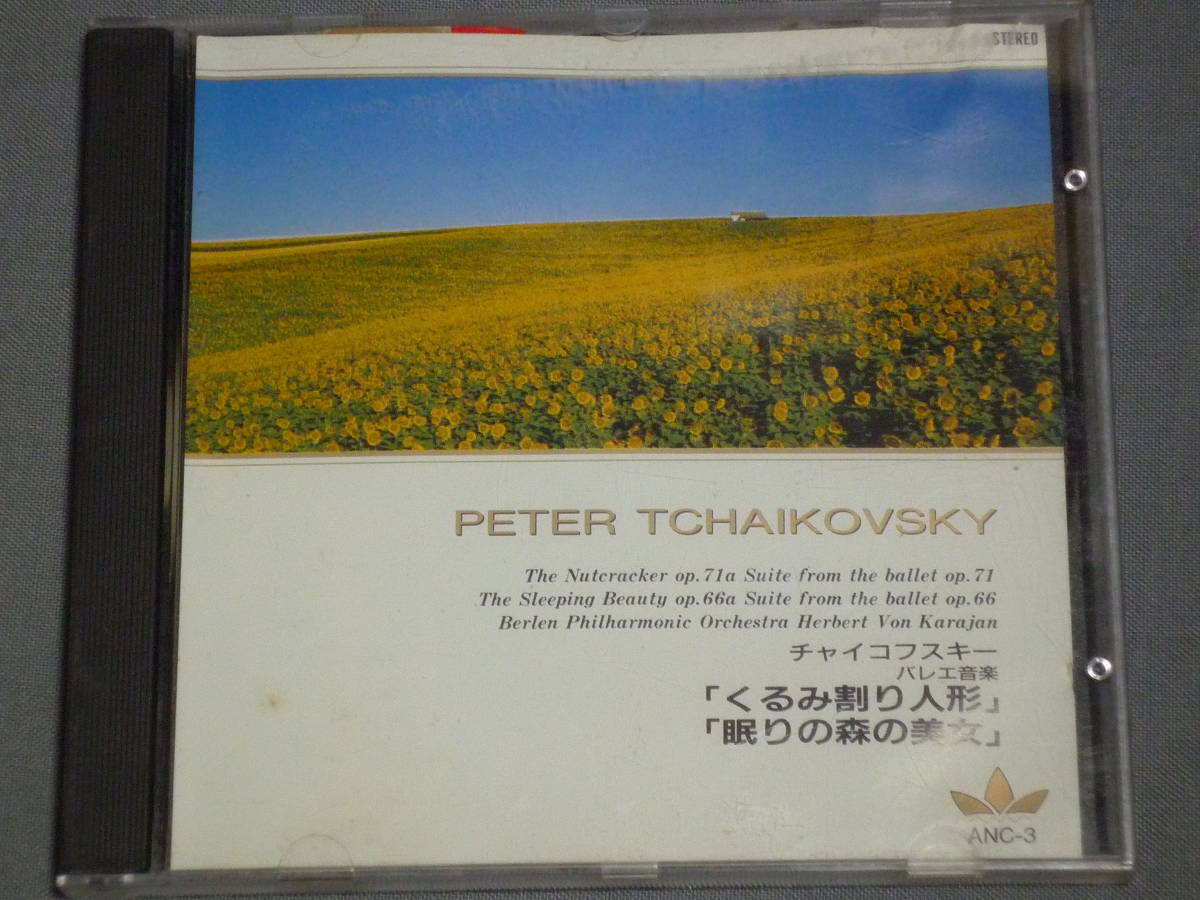 STEREO
PETER TCHAIKOVSKY
The Nutcracker op.71a Suite from the ballet op.71
The Sleeping Beauty op.66a Suite from the ballet op.66
Berlen Philharmonic Orchestra Herbert Von Karajan
チャイコフスキー
バレエ音楽
「くるみ割り人形」
「眠りの森の美女」
ANC-3